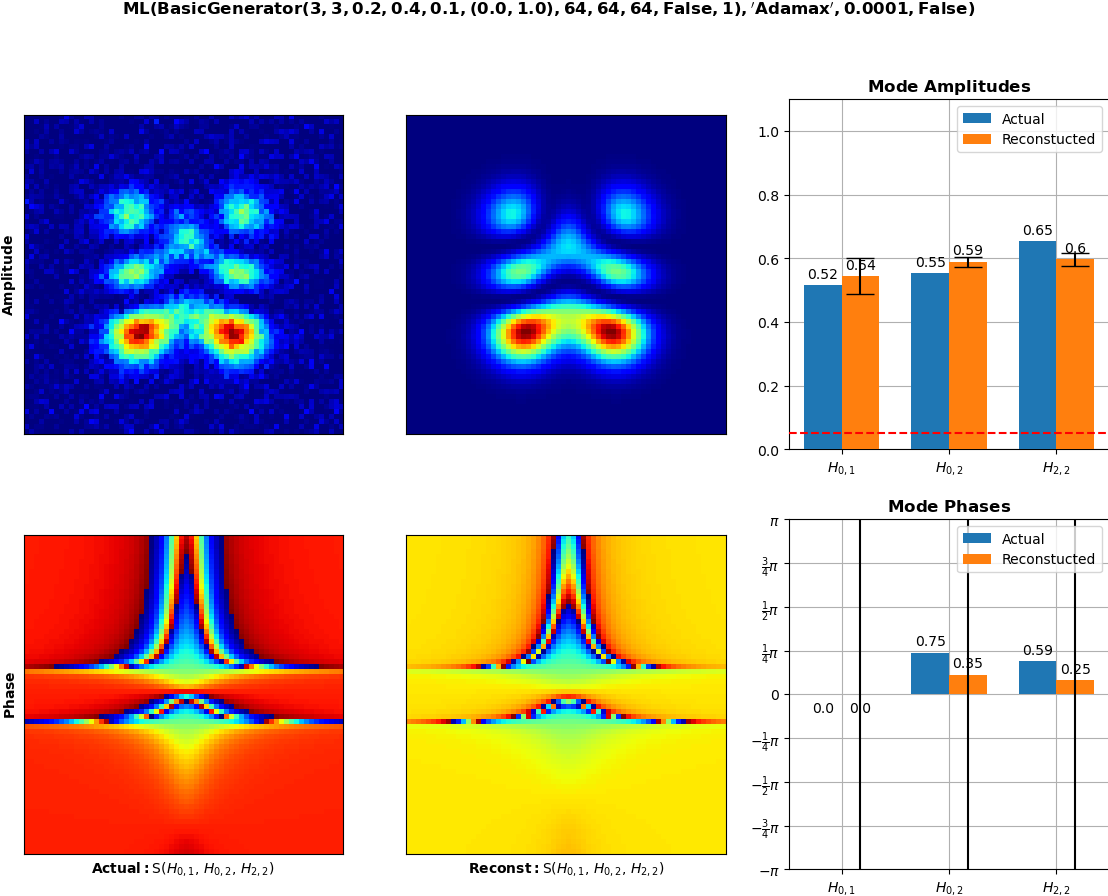 ML(BasicGenerator(3, 3, 0.2, 0.4, 0.1, (0.0, 1.0), 64, 64, 64, False, 1), ′Adamax′, 0.0001, False)
Amplitude
Mode Amplitudes
Actual
Reconstucted
1.0
0.8
0.6
0.4
0.2
0.0
0.52
0.54
0.55
0.59
0.65
0.6
H0,1
H0,2
H2,2
Phase
Actual: S(H0,1, H0,2, H2,2)
Reconst: S(H0,1, H0,2, H2,2)
Mode Phases
Actual
Reconstucted
π
3/4π
1/2π
1/4π
0
−1/4π
−1/2π
−3/4π
−π
0.0
0.0
0.75
0.35
0.59
0.25
H0,1
H0,2
H2,2